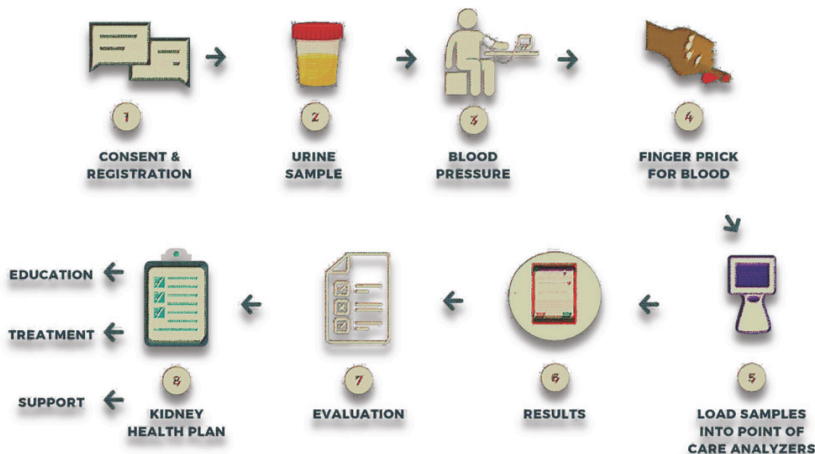 1
CONSENT &
REGISTRATION
2
URINE
SAMPLE
3
BLOOD
PRESSURE
4
FINGER PRICK
FOR BLOOD
5
LOAD SAMPLES
INTO POINT OF
CARE ANALYZERS
6
RESULTS
7
EVALUATION
8
KIDNEY
HEALTH PLAN
EDUCATION
TREATMENT
SUPPORT